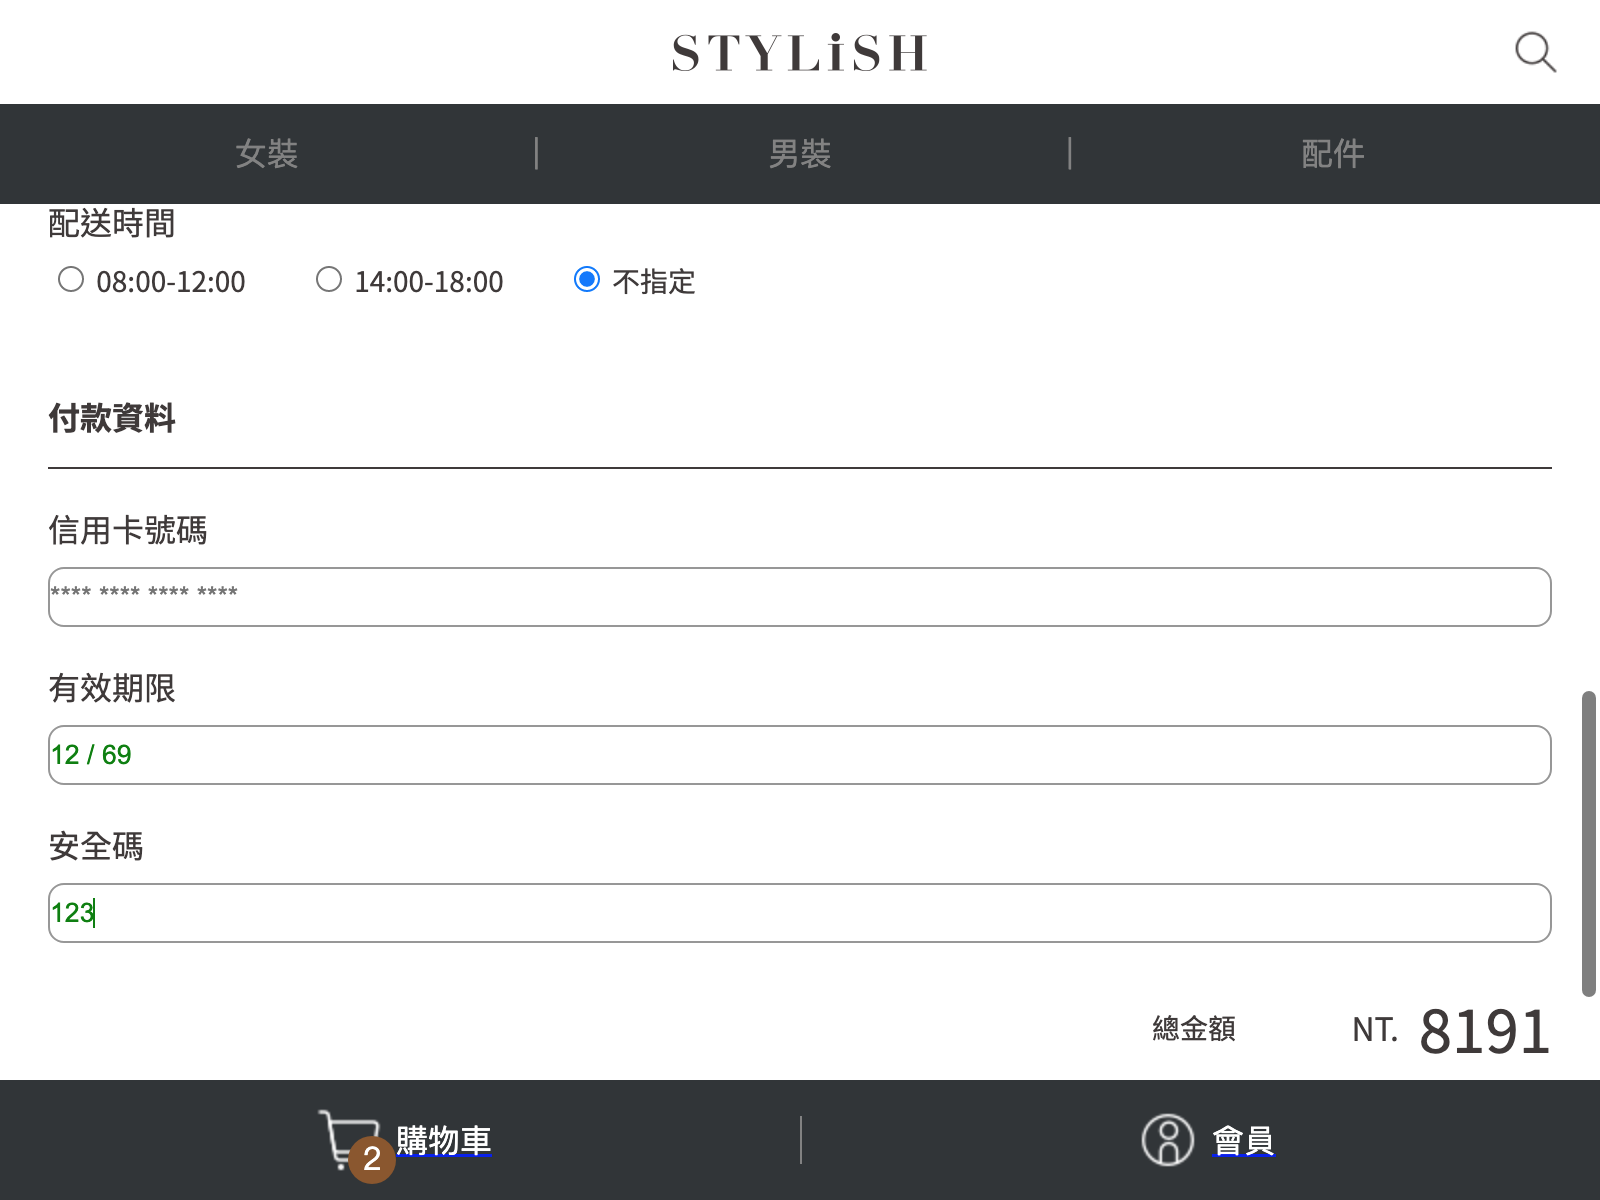 STYLiSH
女裝 | 男裝 | 配件
配送時間
08:00-12:00 14:00-18:00 不指定
付款資料
信用卡號碼
**** **** **** ****
有效期限
12 / 69
安全碼
123
總金額 NT. 8191
2 購物車 會員